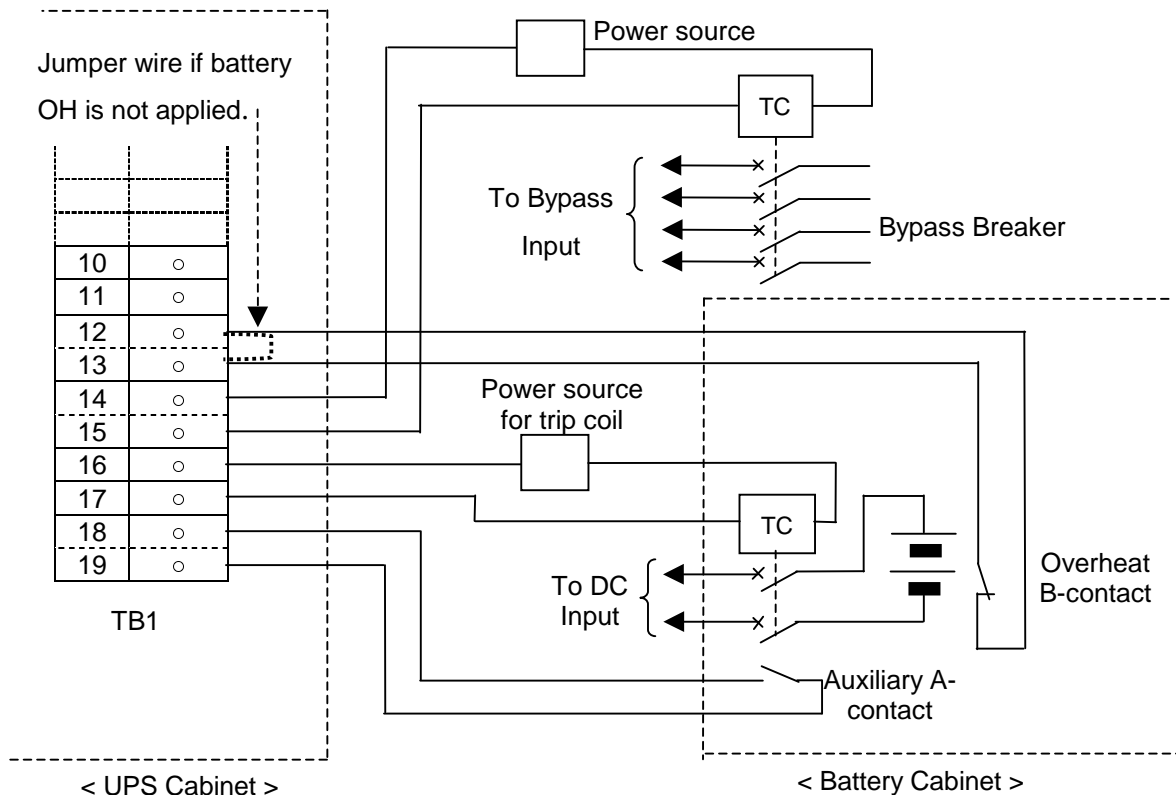 Jumper wire if battery
OH is not applied.
Power source
TC
To Bypass
Input
Bypass Breaker
10
11
12
13
14
15
16
17
18
19
TB1
Power source
for trip coil
TC
To DC
Input
Overheat
B-contact
Auxiliary A-
contact
< UPS Cabinet >
< Battery Cabinet >